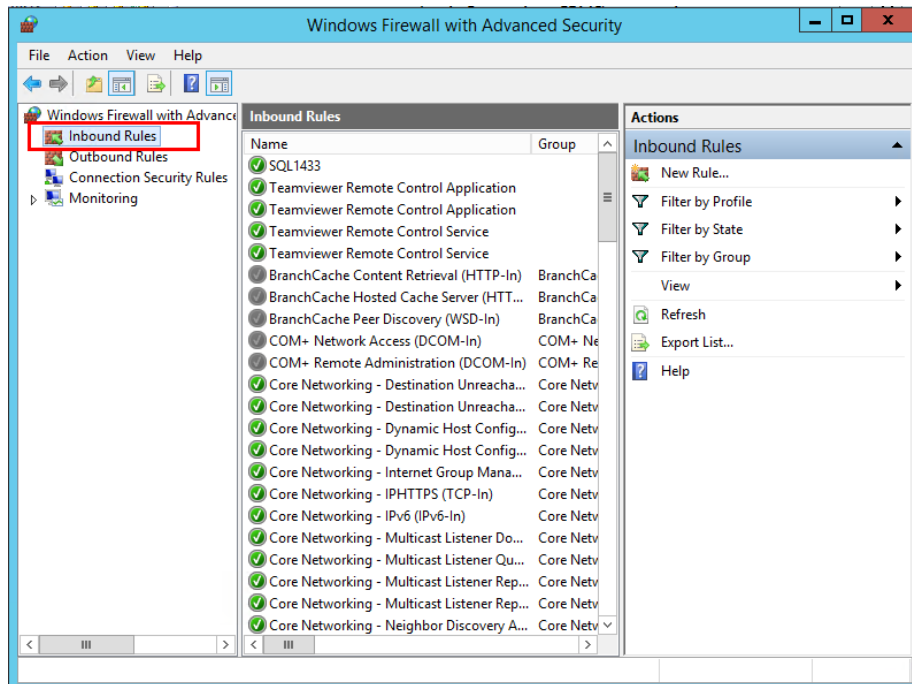 Windows Firewall with Advanced Security
File Action View Help
Windows Firewall with Advance
Inbound Rules
Outbound Rules
Connection Security Rules
Monitoring
Inbound Rules
Name Group
SQL1433
Teamviewer Remote Control Application
Teamviewer Remote Control Application
Teamviewer Remote Control Service
Teamviewer Remote Control Service
BranchCache Content Retrieval (HTTP-In) BranchCa
BranchCache Hosted Cache Server (HTT... BranchCa
BranchCache Peer Discovery (WSD-In) BranchCa
COM+ Network Access (DCOM-In) COM+ Ne
COM+ Remote Administration (DCOM-In) COM+ Re
Core Networking - Destination Unreacha... Core Netw
Core Networking - Destination Unreacha... Core Netw
Core Networking - Dynamic Host Config... Core Netw
Core Networking - Dynamic Host Config... Core Netw
Core Networking - Internet Group Mana... Core Netw
Core Networking - IPHTTPS (TCP-In) Core Netw
Core Networking - IPv6 (IPv6-In) Core Netw
Core Networking - Multicast Listener Do... Core Netw
Core Networking - Multicast Listener Qu... Core Netw
Core Networking - Multicast Listener Rep... Core Netw
Core Networking - Multicast Listener Rep... Core Netw
Core Networking - Neighbor Discovery A... Core Netw
Actions
Inbound Rules
New Rule...
Filter by Profile
Filter by State
Filter by Group
View
Refresh
Export List...
Help